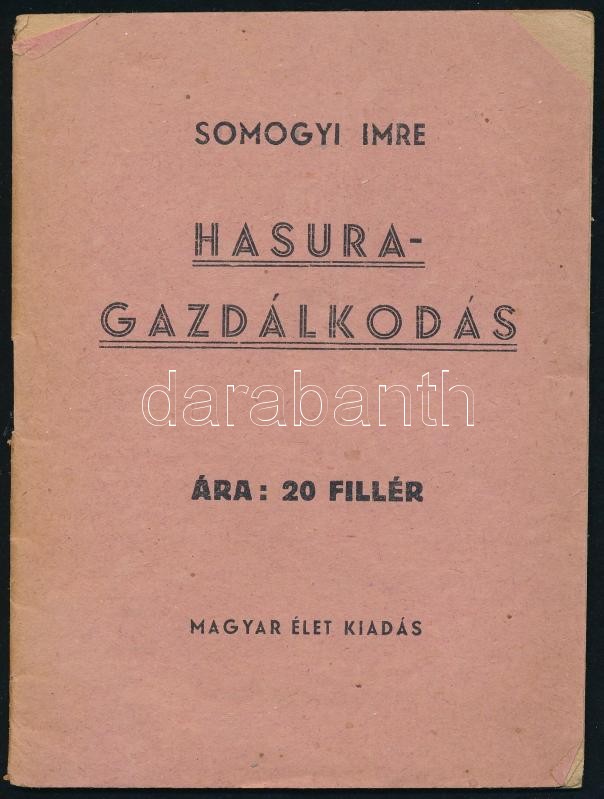 SOMOGYI IMRE
HASURA-
GAZDÁLKODÁS
darabanth
ÁRA: 20 FILLÉR
MAGYAR ÉLET KIADÁS